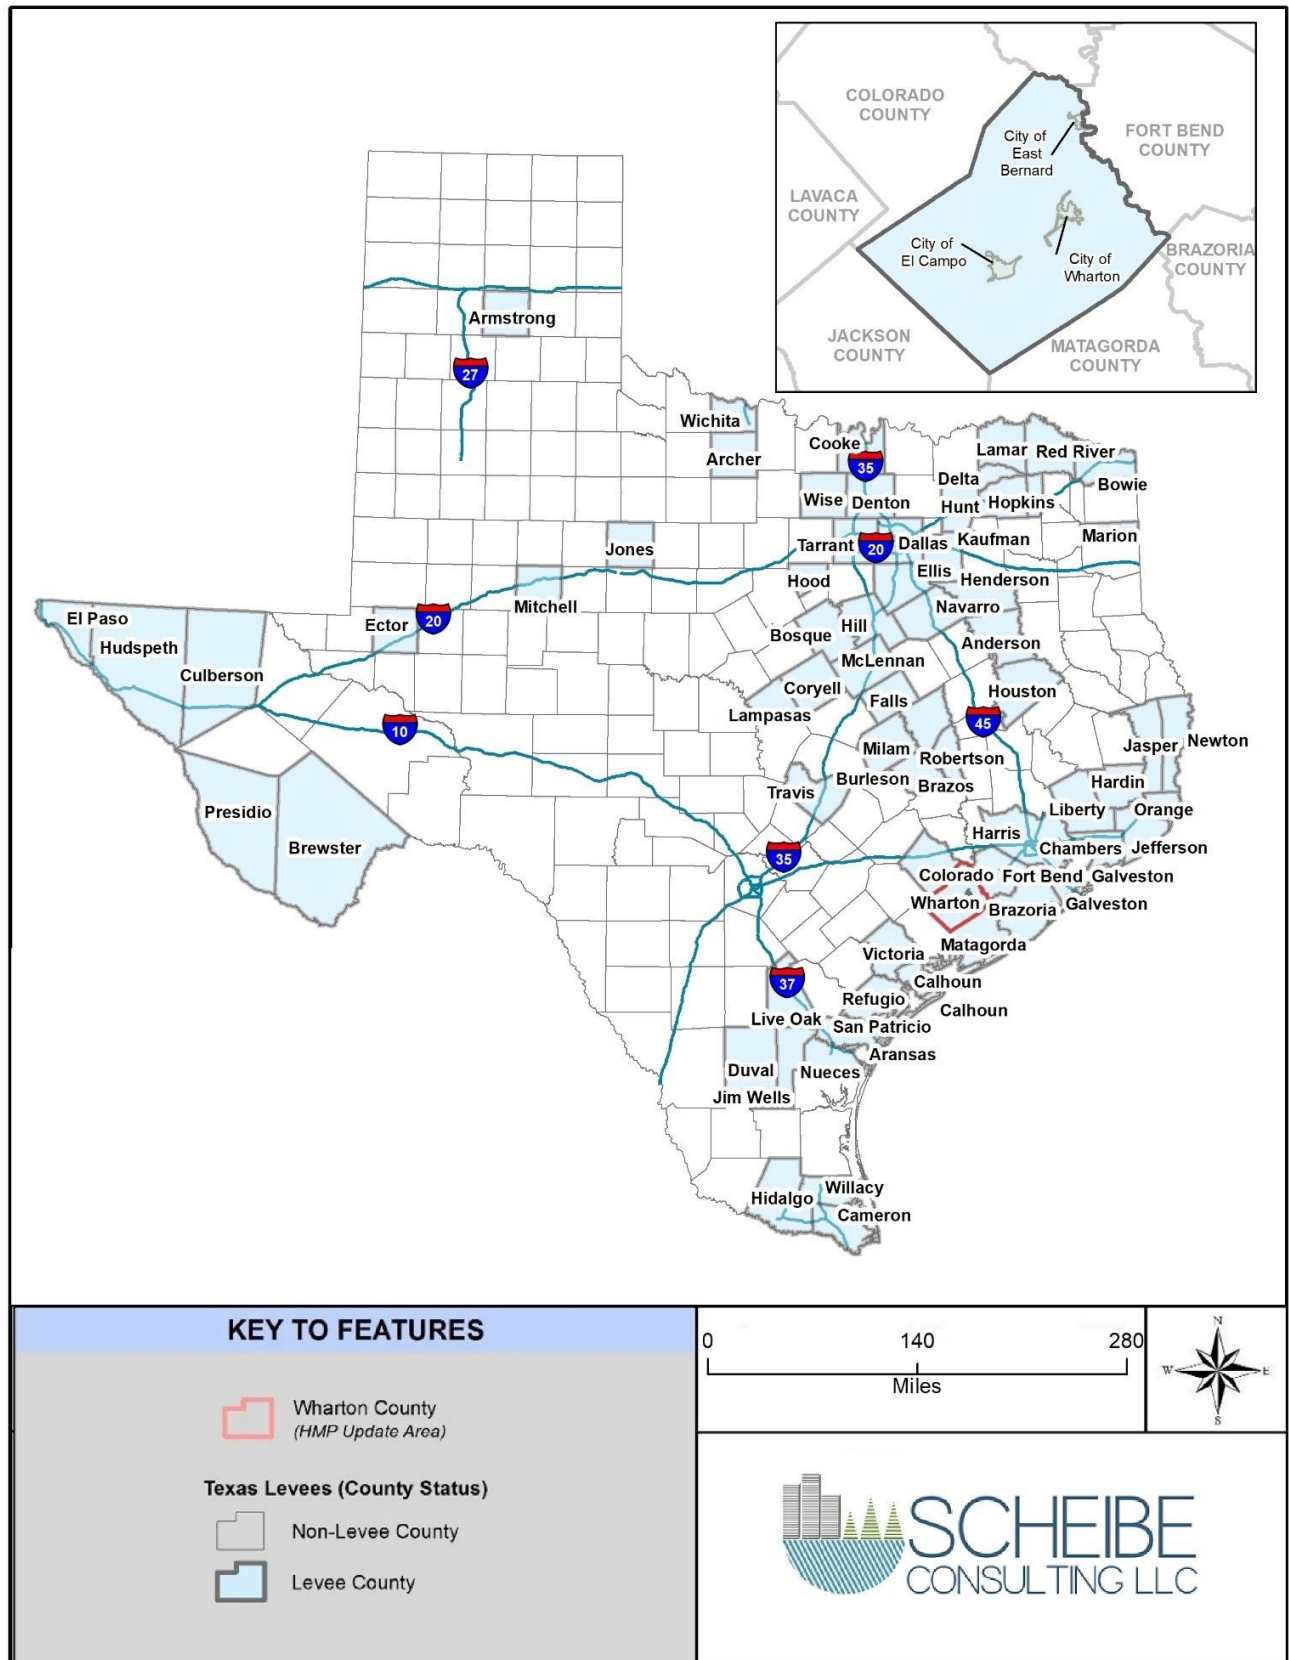 COLORADO
COUNTY
City of
East
Bernard
FORT BEND
COUNTY
LAVACA
COUNTY
City of
El Campo
City of
Wharton
BRAZORIA
COUNTY
JACKSON
COUNTY
MATAGORDA
COUNTY
Armstrong
27
Wichita
Archer
Cooke
35
Lamar
Red River
Delta
Bowie
Wise
Denton
Hunt
Hopkins
Jones
Tarrant
20
Dallas
Kaufman
Marion
Hood
Ellis
Henderson
Mitchell
Navarro
El Paso
Ector
20
Hill
Bosque
Anderson
Hudspeth
McLennan
Culberson
Coryell
Houston
Falls
Lampasas
45
10
Milam
Jasper
Newton
Robertson
Burleson
Brazos
Hardin
Travis
Presidio
Liberty
Orange
Harris
Brewster
35
Chambers
Jefferson
Colorado
Fort Bend
Galveston
Wharton
Brazoria
Galveston
Matagorda
Victoria
37
Calhoun
Refugio
Calhoun
Live Oak
San Patricio
Aransas
Duval
Nueces
Jim Wells
Willacy
Hidalgo
Cameron
KEY TO FEATURES
Wharton County
(HMP Update Area)
Texas Levees (County Status)
Non-Levee County
Levee County
0 140 280
Miles
N
W E
S
SCHEIBE
CONSULTING LLC